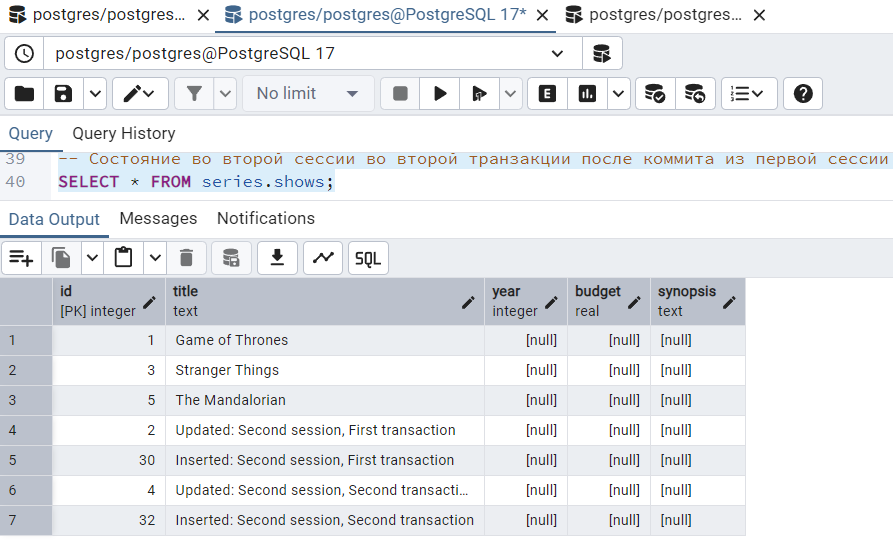 postgres/postgres... postgres/postgres@PostgreSQL 17* postgres/postgres...
postgres/postgres@PostgreSQL 17
No limit E
Query Query History
39 -- Состояние во второй сессии во второй транзакции после коммита из первой сессии
40 SELECT * FROM series.shows;
Data Output Messages Notifications
SQL
id title year budget synopsis
[PK] integer text integer real text
1 1 Game of Thrones [null] [null] [null]
2 3 Stranger Things [null] [null] [null]
3 5 The Mandalorian [null] [null] [null]
4 2 Updated: Second session, First transaction [null] [null] [null]
5 30 Inserted: Second session, First transaction [null] [null] [null]
6 4 Updated: Second session, Second transacti... [null] [null] [null]
7 32 Inserted: Second session, Second transaction [null] [null] [null]